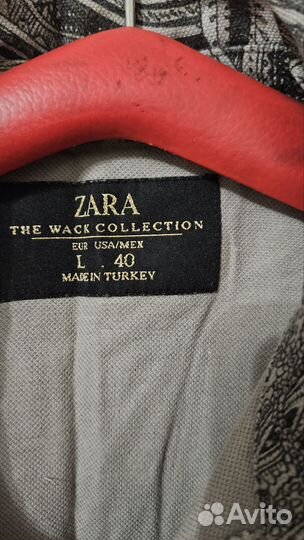 ZARA
THE WACK COLLECTION
EUR USA/MEX
L . 40
MADE IN TURKEY
Avito